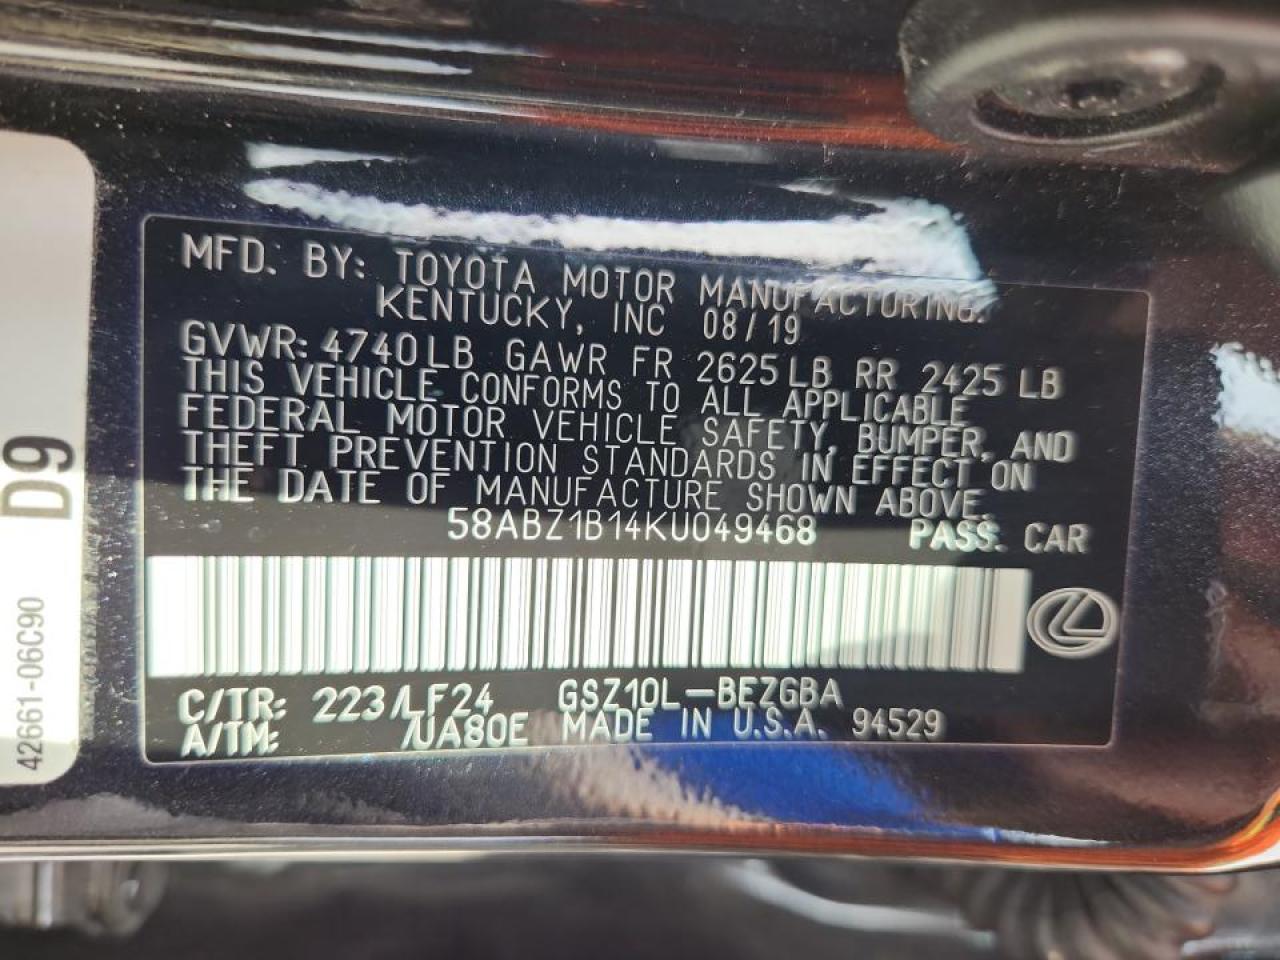 MFD. BY: TOYOTA MOTOR MANUFACTURING.
KENTUCKY, INC 08/19
GVWR: 4740LB GAWR FR 2625LB RR 2425 LB
THIS VEHICLE CONFORMS TO ALL APPLICABLE
FEDERAL MOTOR VEHICLE SAFETY, BUMPER, AND
THEFT PREVENTION STANDARDS IN EFFECT ON
THE DATE OF MANUFACTURE SHOWN ABOVE.
58ABZ1B14KU049468 PASS. CAR
C/TR: 223/LF24 GSZ10L-BEZGBA
A/TM: /UA80E MADE IN U.S.A. 94529
D9
42661-06C90